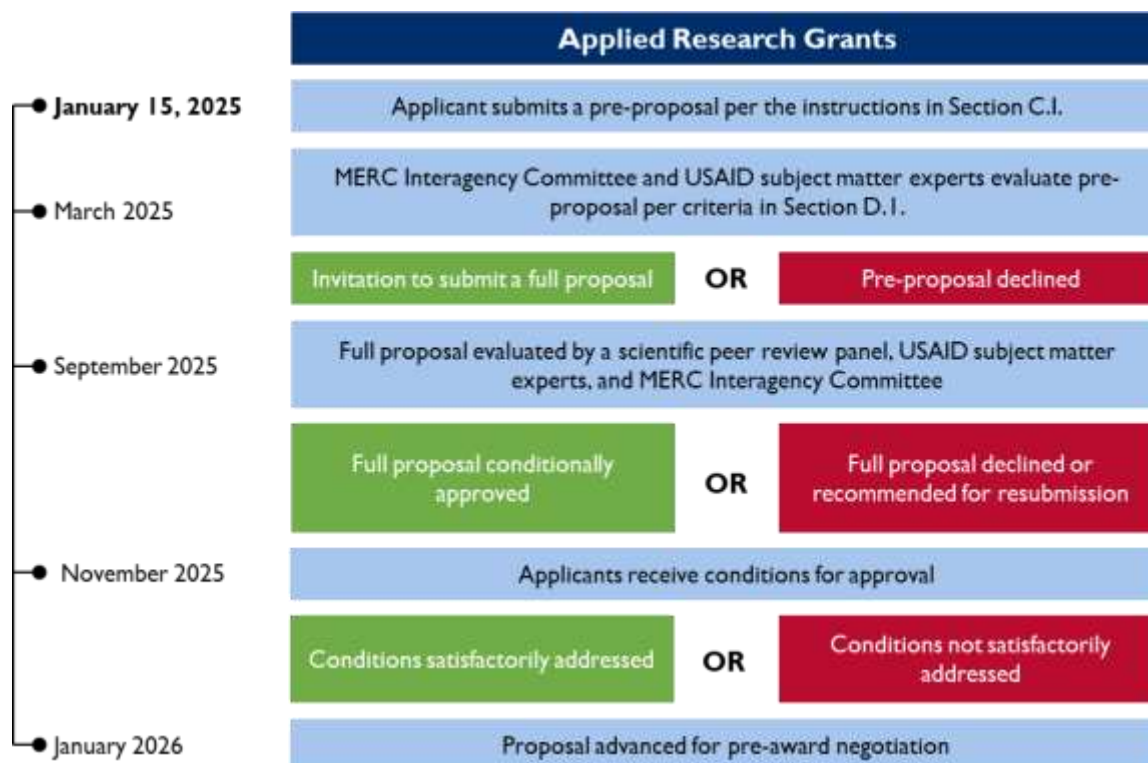 Applied Research Grants
January 15, 2025
Applicant submits a pre-proposal per the instructions in Section C.I.
March 2025
MERC Interagency Committee and USAID subject matter experts evaluate pre-
proposal per criteria in Section D.1.
Invitation to submit a full proposal
OR
Pre-proposal declined
September 2025
Full proposal evaluated by a scientific peer review panel, USAID subject matter
experts, and MERC Interagency Committee
Full proposal conditionally
approved
OR
Full proposal declined or
recommended for resubmission
November 2025
Applicants receive conditions for approval
Conditions satisfactorily addressed
OR
Conditions not satisfactorily
addressed
January 2026
Proposal advanced for pre-award negotiation